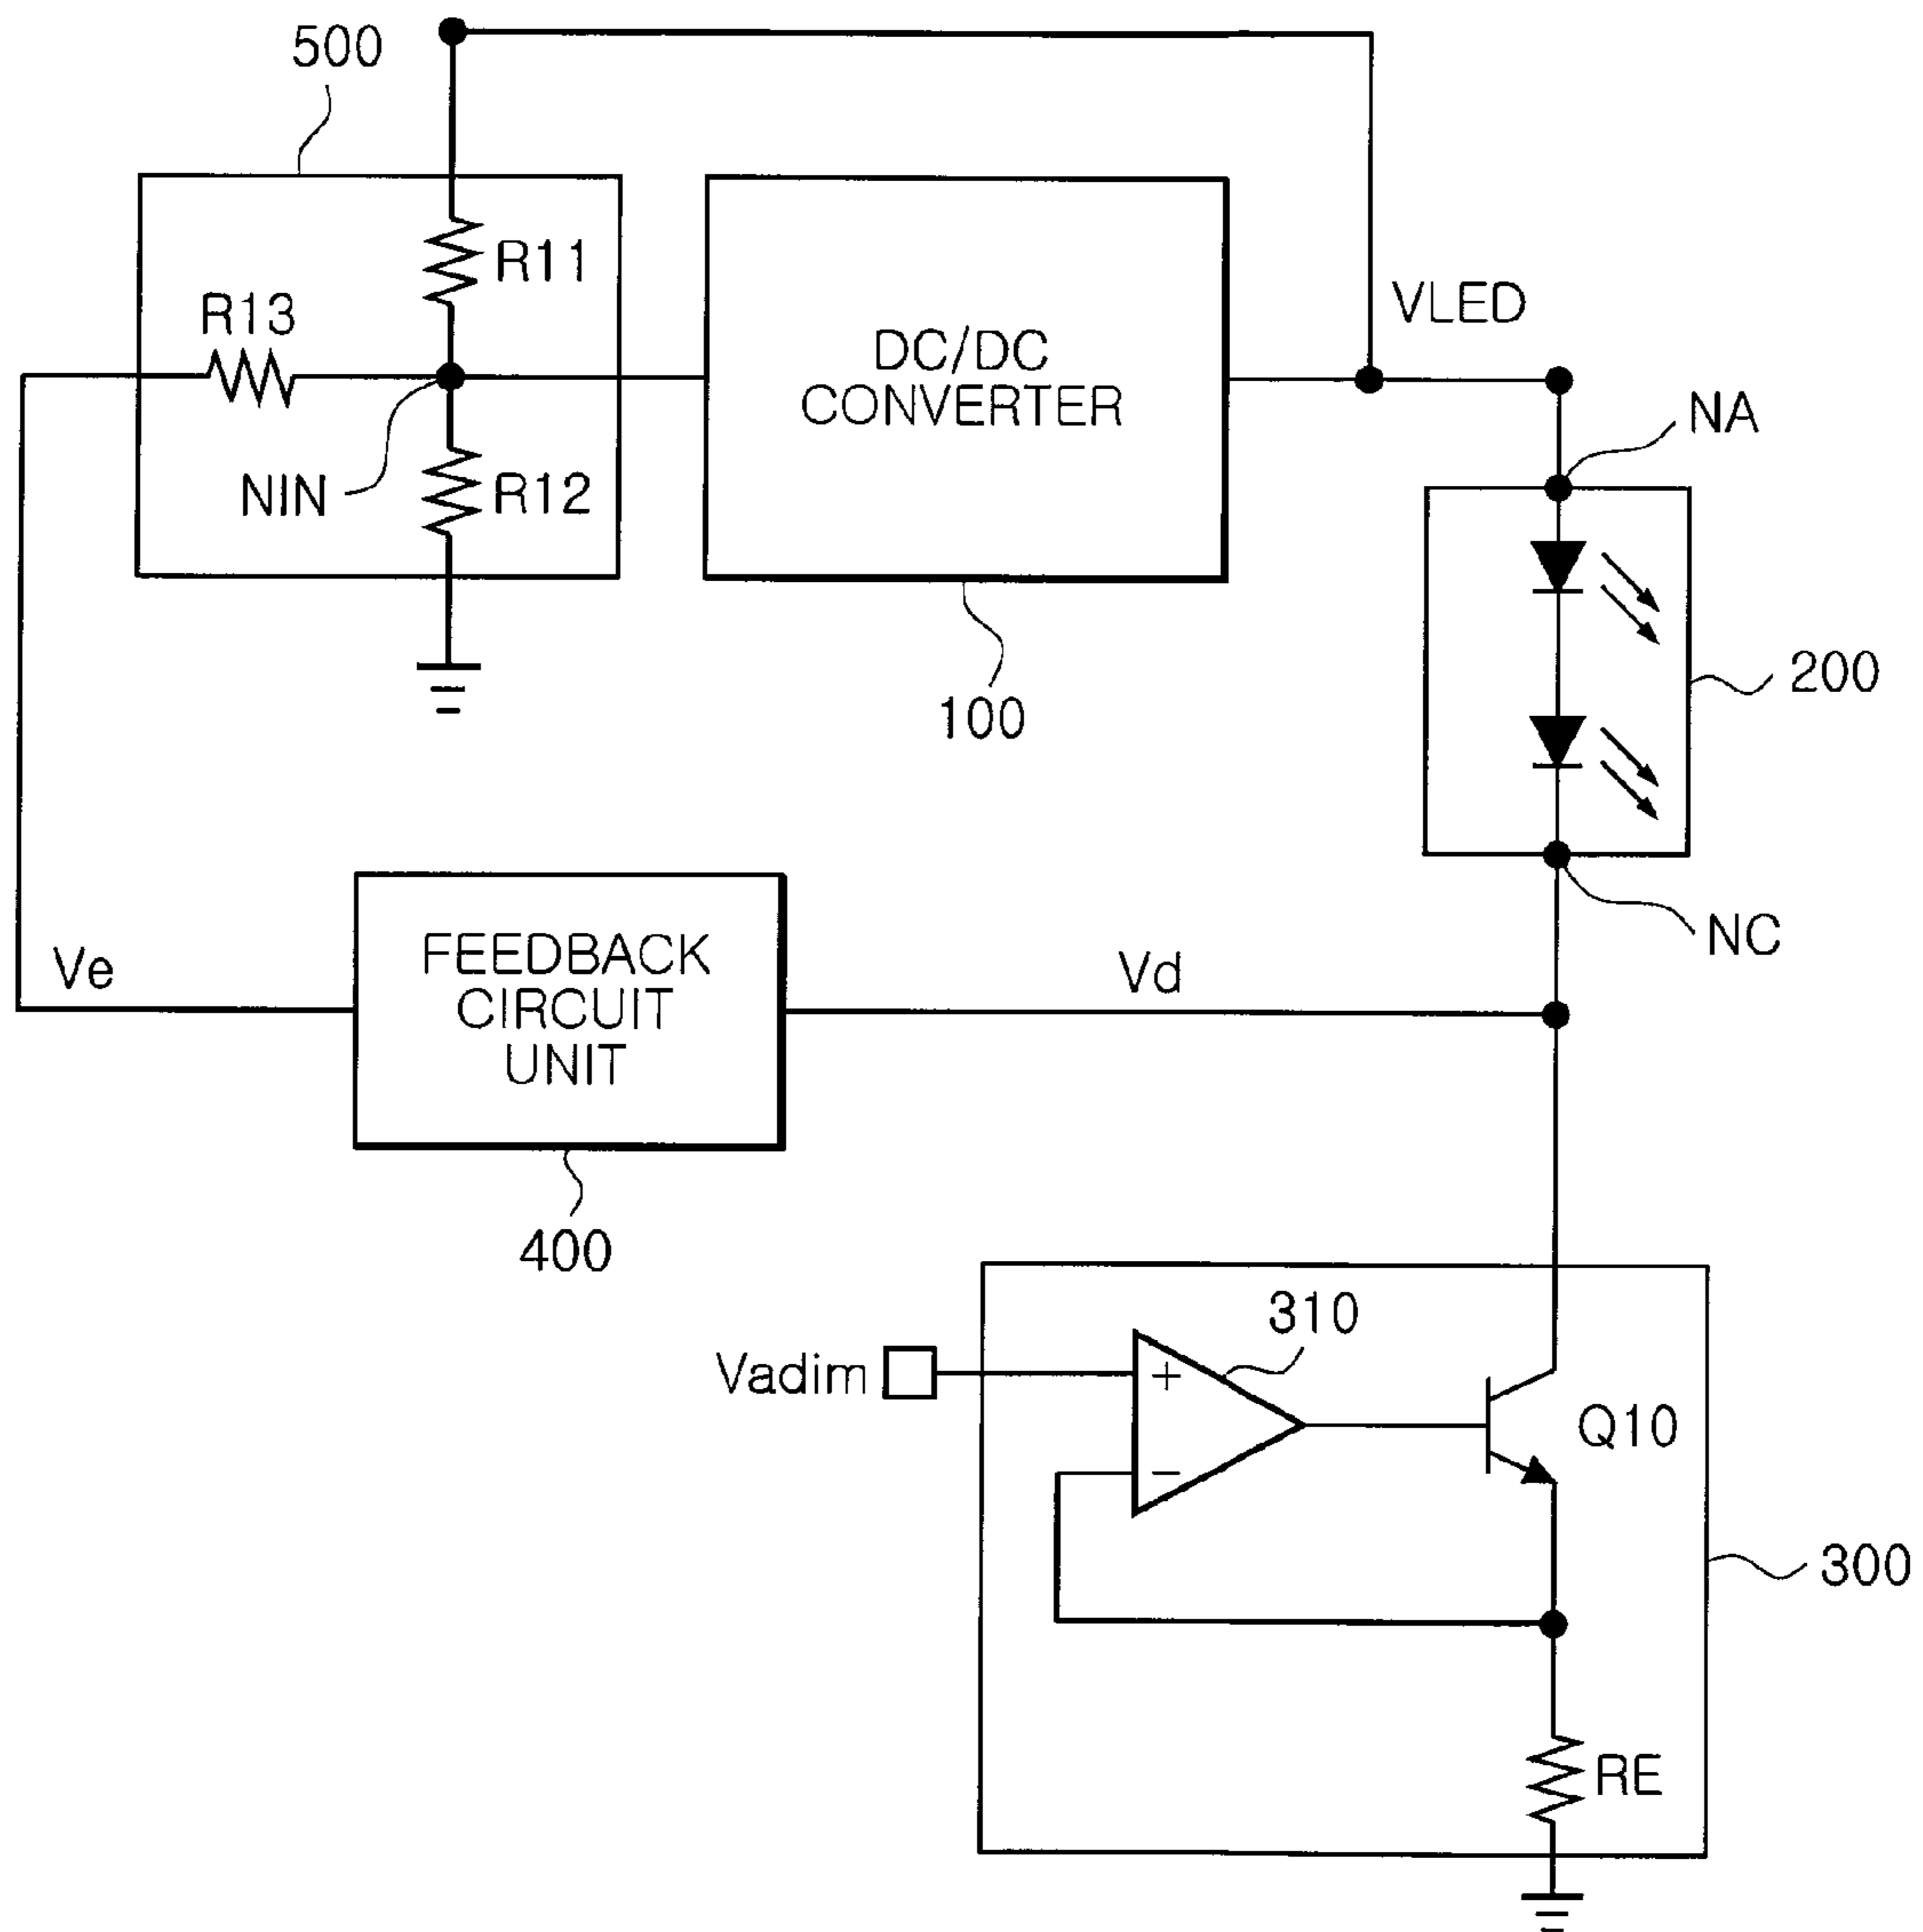 500
R11
R13
NIN
R12
DC/DC
CONVERTER
100
VLED
NA
200
NC
Ve
FEEDBACK
CIRCUIT
UNIT
400
Vd
Vadim
310
+
−
Q10
300
RE